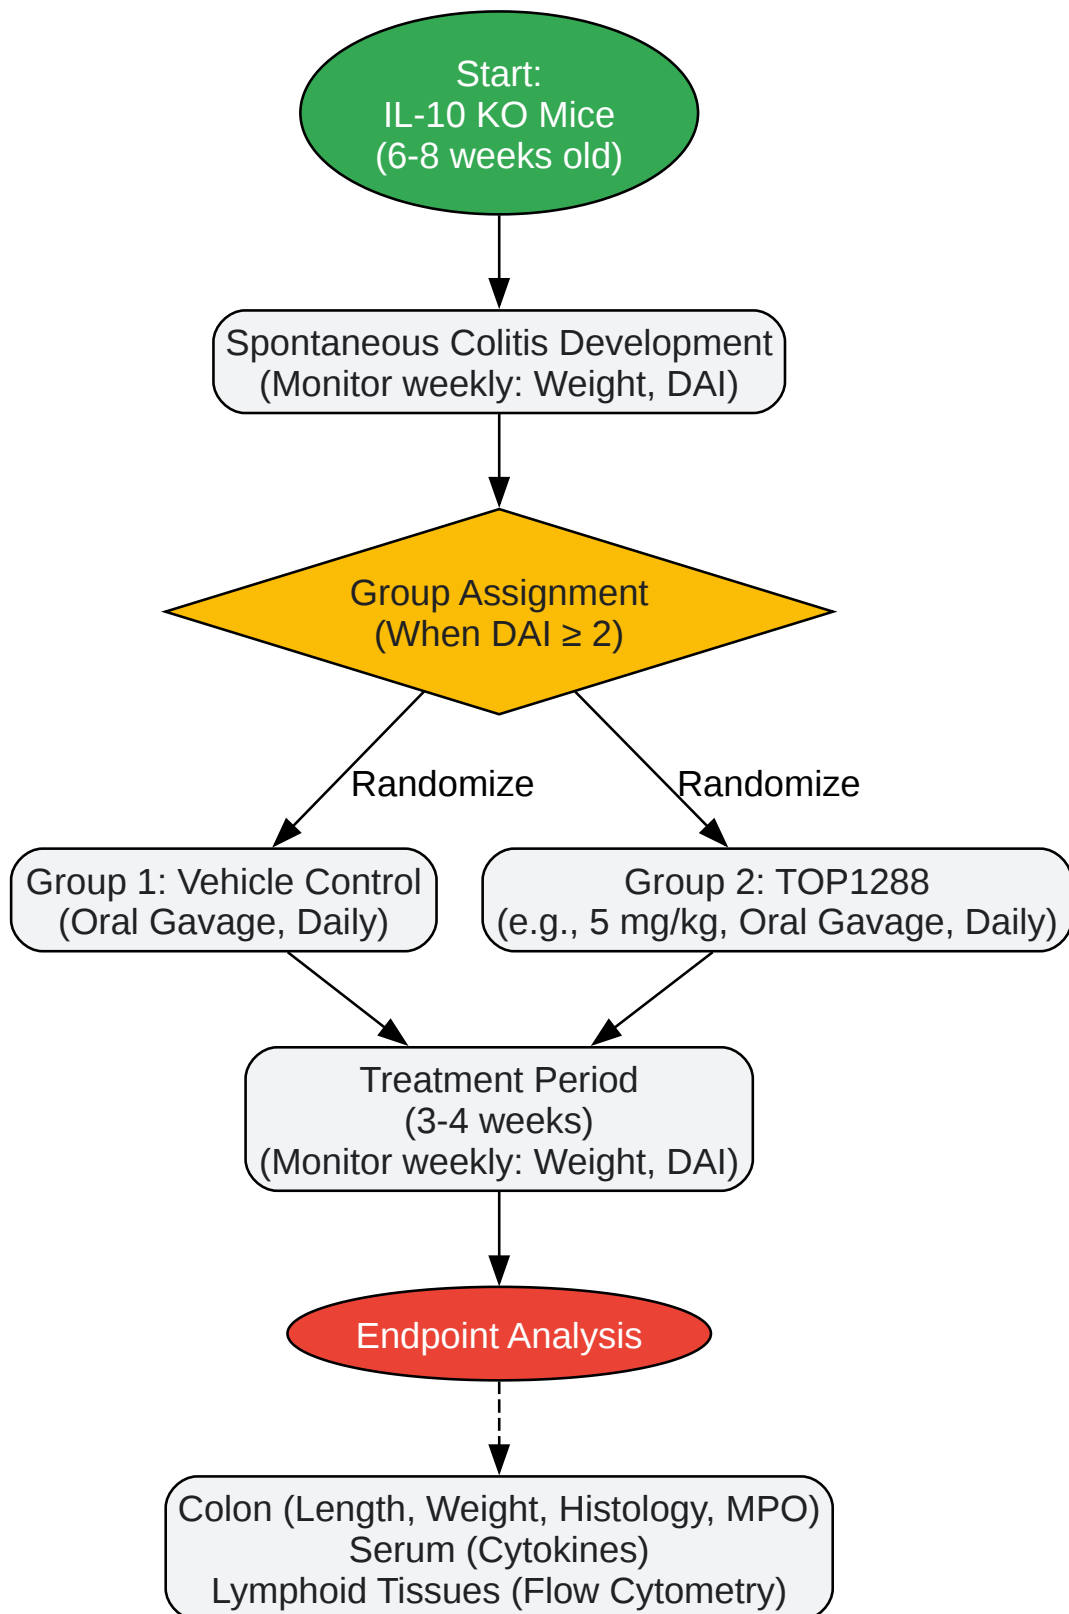 Start:
IL-10 KO Mice
(6-8 weeks old)
Spontaneous Colitis Development
(Monitor weekly: Weight, DAI)
Group Assignment
(When DAI ≥ 2)
Randomize
Randomize
Group 1: Vehicle Control
(Oral Gavage, Daily)
Group 2: TOP1288
(e.g., 5 mg/kg, Oral Gavage, Daily)
Treatment Period
(3-4 weeks)
(Monitor weekly: Weight, DAI)
Endpoint Analysis
Colon (Length, Weight, Histology, MPO)
Serum (Cytokines)
Lymphoid Tissues (Flow Cytometry)